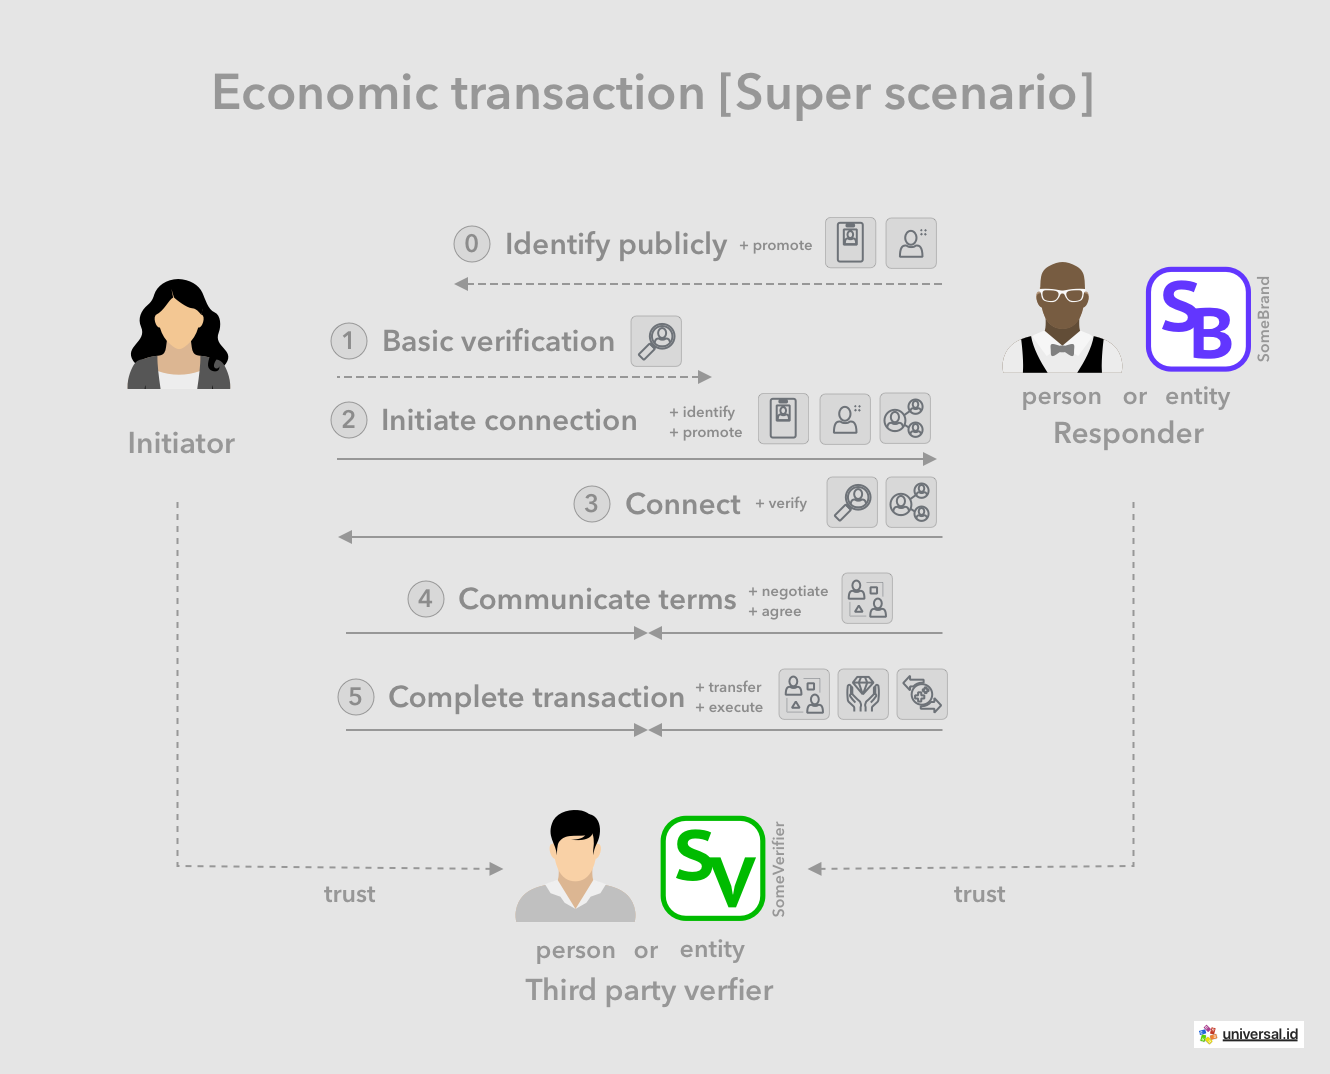 Economic transaction [Super scenario]
0 Identify publicly + promote
1 Basic verification
2 Initiate connection + identify
+ promote
3 Connect + verify
4 Communicate terms + negotiate
+ agree
5 Complete transaction + transfer
+ execute
Initiator
SB
SomeBrand
person or entity
Responder
trust
trust
SV
SomeVerifier
person or entity
Third party verfier
universal.id